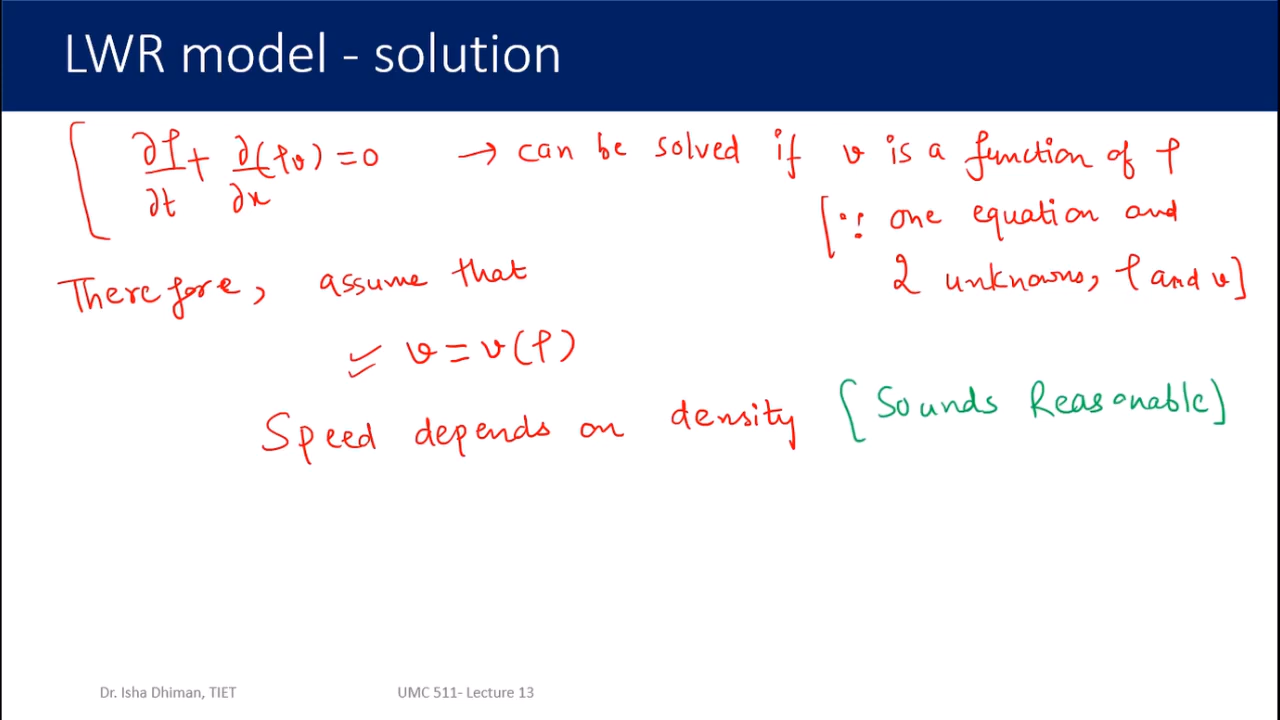 LWR model - solution
∂ρ/∂t + ∂(ρv)/∂x = 0 → can be solved if v is a function of ρ
[∵ one equation and
2 unknowns, ρ and v]
Therefore, assume that
v = v(ρ)
Speed depends on density [Sounds Reasonable]
Dr. Isha Dhiman, TIET UMC 511- Lecture 13